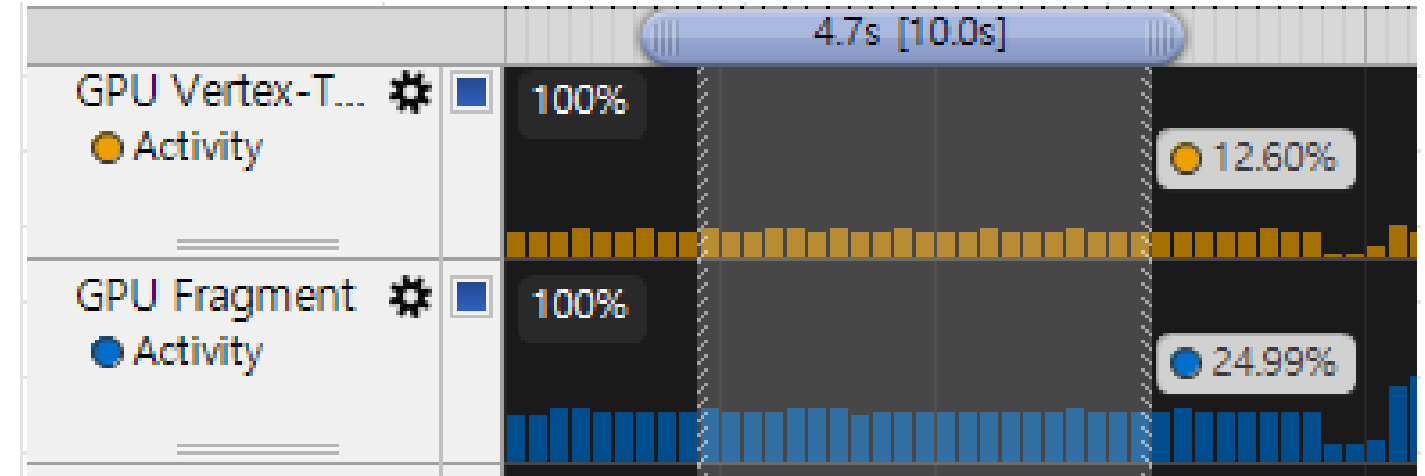 4.7s [10.0s]
GPU Vertex-T...
100%
Activity
12.60%
GPU Fragment
100%
Activity
24.99%